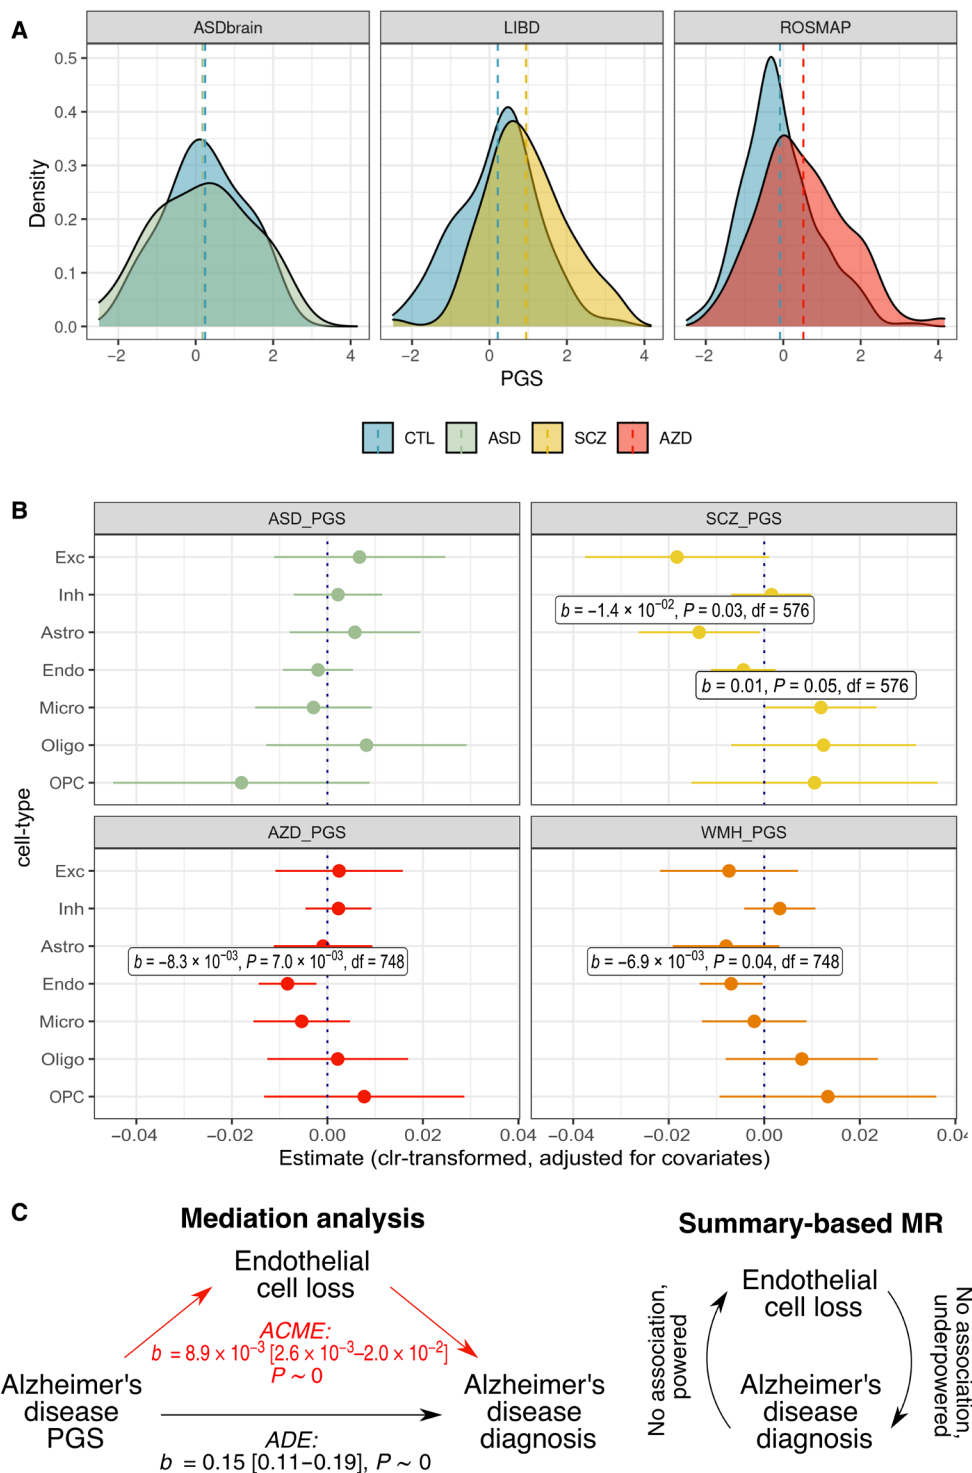 A
ASDbrain
LIBD
ROSMAP
Density
0.5
0.4
0.3
0.2
0.1
0.0
−2 0 2 4
−2 0 2 4
−2 0 2 4
PGS
CTL ASD SCZ AZD
B
cell-type
ASD_PGS
SCZ_PGS
Exc
Inh
b = −1.4 × 10−02, P = 0.03, df = 576
Astro
Endo
b = 0.01, P = 0.05, df = 576
Micro
Oligo
OPC
AZD_PGS
WMH_PGS
Exc
Inh
Astro
b = −8.3 × 10−03, P = 7.0 × 10−03, df = 748
b = −6.9 × 10−03, P = 0.04, df = 748
Endo
Micro
Oligo
OPC
−0.04 −0.02 0.00 0.02 0.04
−0.04 −0.02 0.00 0.02 0.04
Estimate (clr-transformed, adjusted for covariates)
C
Mediation analysis
Endothelial
cell loss
ACME:
b = 8.9 × 10−3 [2.6 × 10−3–2.0 × 10−2]
P ~ 0
Alzheimer's
disease
PGS
Alzheimer's
disease
diagnosis
ADE:
b = 0.15 [0.11–0.19], P ~ 0
Summary-based MR
Endothelial
cell loss
No association,
powered
No association,
underpowered
Alzheimer's
disease
diagnosis